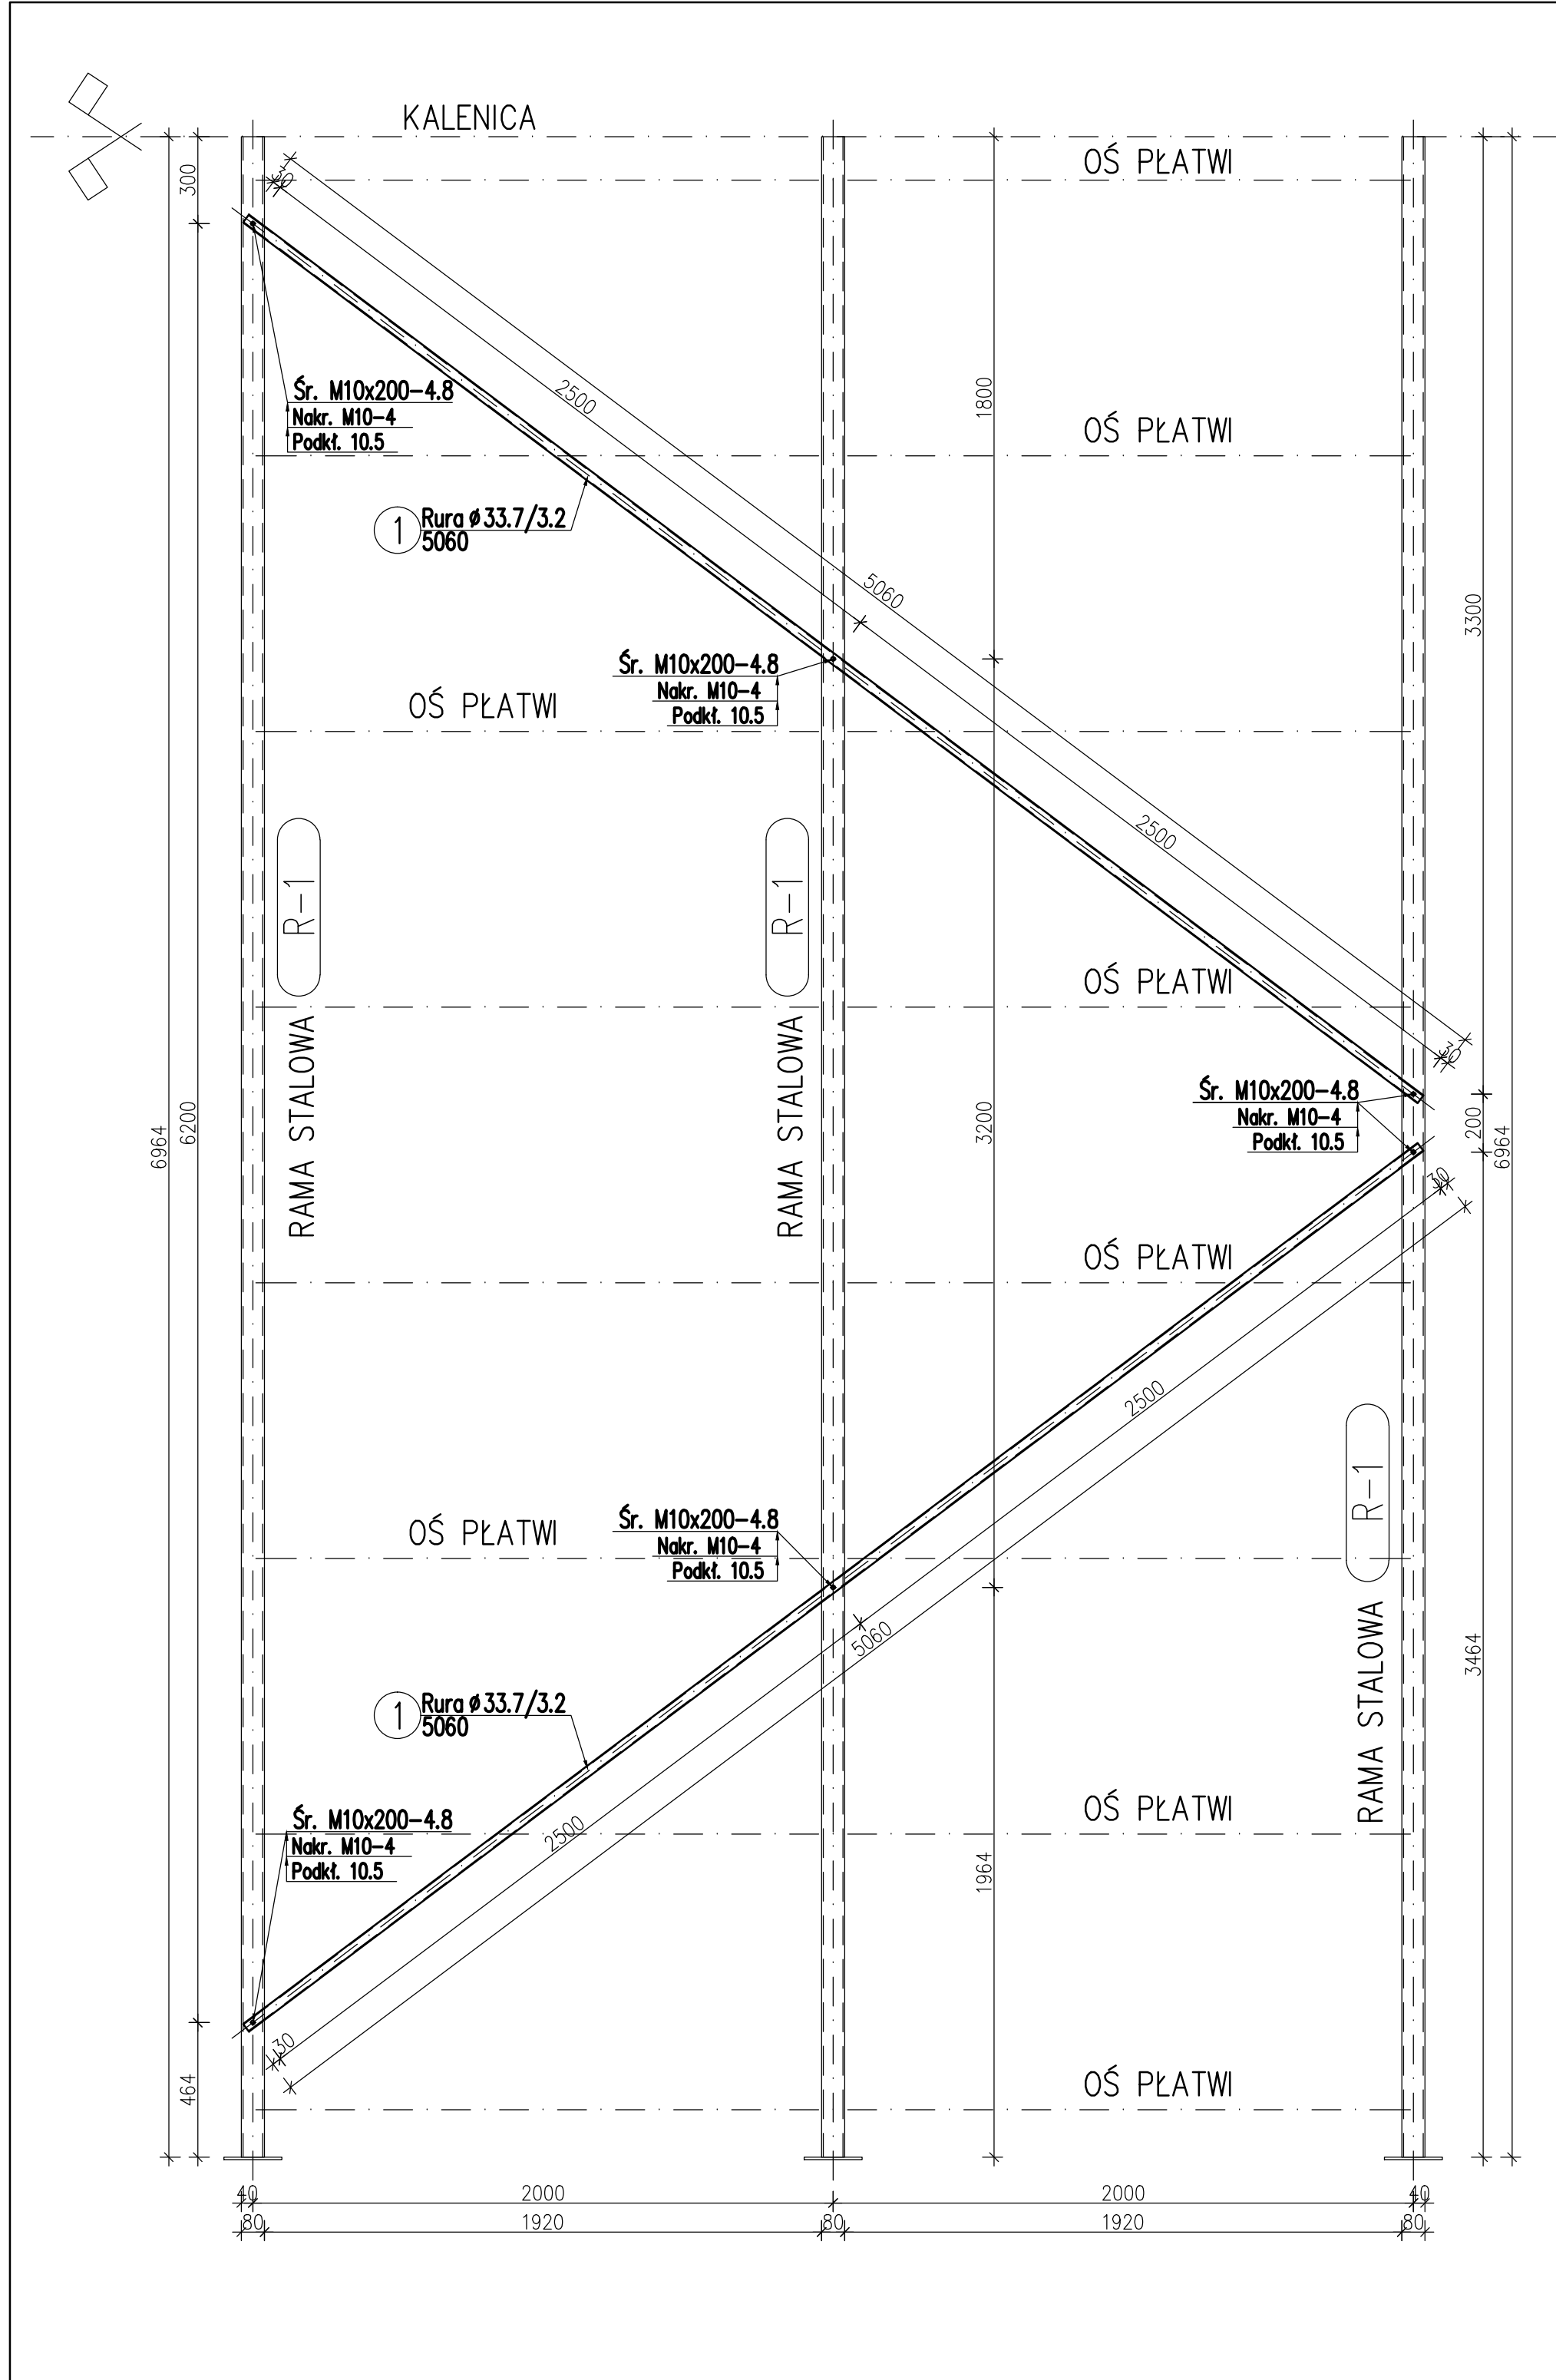 KALENICA
OŚ PŁATWI
300
30
2500
1800
Śr. M10x200-4.8
Nakr. M10-4
Podkł. 10.5
OŚ PŁATWI
1
Rura ø33.7/3.2
5060
5060
3300
Śr. M10x200-4.8
Nakr. M10-4
Podkł. 10.5
OŚ PŁATWI
2500
R-1
R-1
OŚ PŁATWI
RAMA STALOWA
RAMA STALOWA
30
Śr. M10x200-4.8
Nakr. M10-4
Podkł. 10.5
6964
6200
3200
200
6964
30
OŚ PŁATWI
2500
R-1
OŚ PŁATWI
Śr. M10x200-4.8
Nakr. M10-4
Podkł. 10.5
5060
3464
RAMA STALOWA
1
Rura ø33.7/3.2
5060
OŚ PŁATWI
Śr. M10x200-4.8
Nakr. M10-4
Podkł. 10.5
2500
1964
30
464
OŚ PŁATWI
40 2000 2000 40
80 1920 80 1920 80